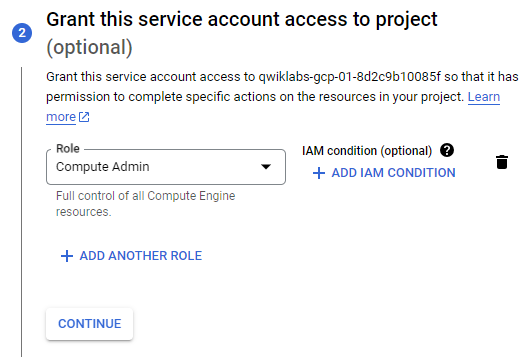 2
Grant this service account access to project
(optional)
Grant this service account access to qwiklabs-gcp-01-8d2c9b10085f so that it has
permission to complete specific actions on the resources in your project. Learn
more
Role
IAM condition (optional) ?
Compute Admin
+ ADD IAM CONDITION
Full control of all Compute Engine
resources.
+ ADD ANOTHER ROLE
CONTINUE